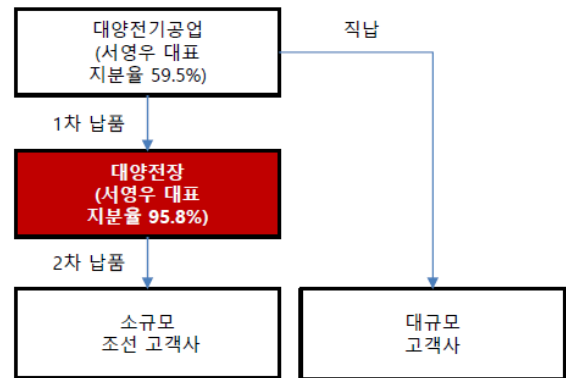 대양전기공업
(서영우 대표
지분율 59.5%)
직납
1차 납품
대양전장
(서영우 대표
지분율 95.8%)
2차 납품
소규모
조선 고객사
대규모
고객사